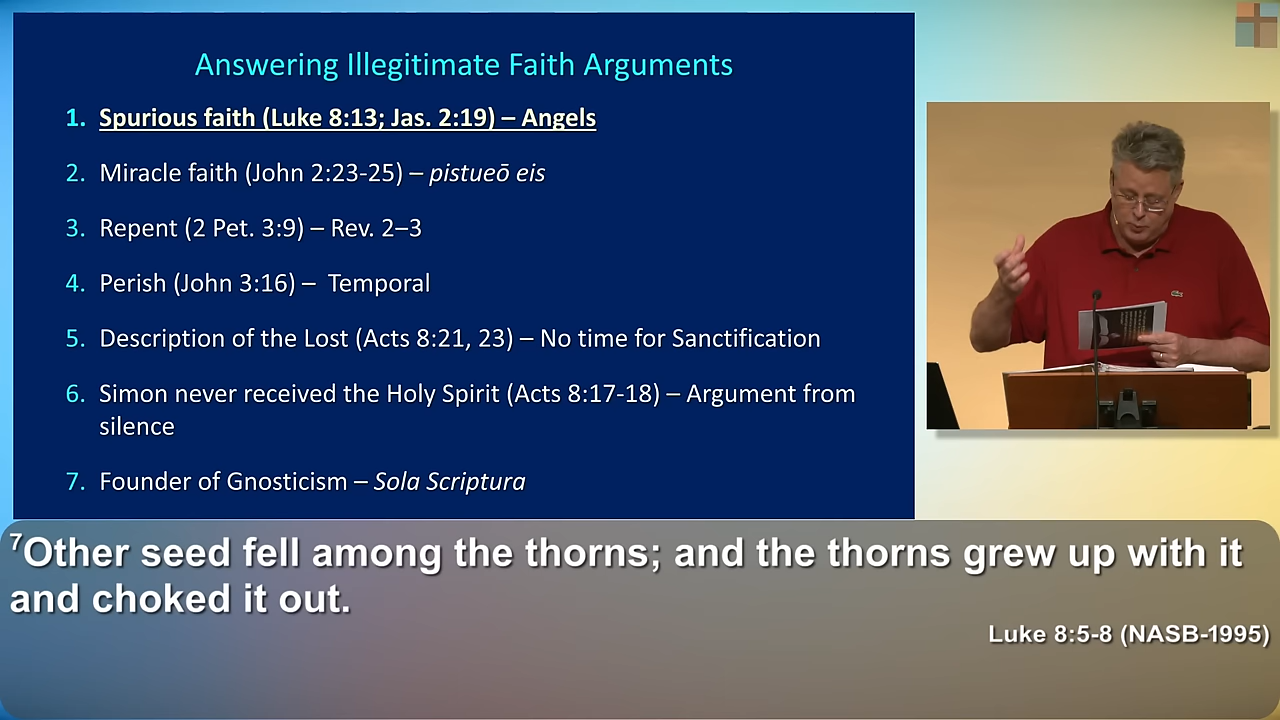 Answering Illegitimate Faith Arguments
1. Spurious faith (Luke 8:13; Jas. 2:19) – Angels
2. Miracle faith (John 2:23-25) – pistueō eis
3. Repent (2 Pet. 3:9) – Rev. 2–3
4. Perish (John 3:16) – Temporal
5. Description of the Lost (Acts 8:21, 23) – No time for Sanctification
6. Simon never received the Holy Spirit (Acts 8:17-18) – Argument from
silence
7. Founder of Gnosticism – Sola Scriptura
7Other seed fell among the thorns; and the thorns grew up with it
and choked it out.
Luke 8:5-8 (NASB-1995)